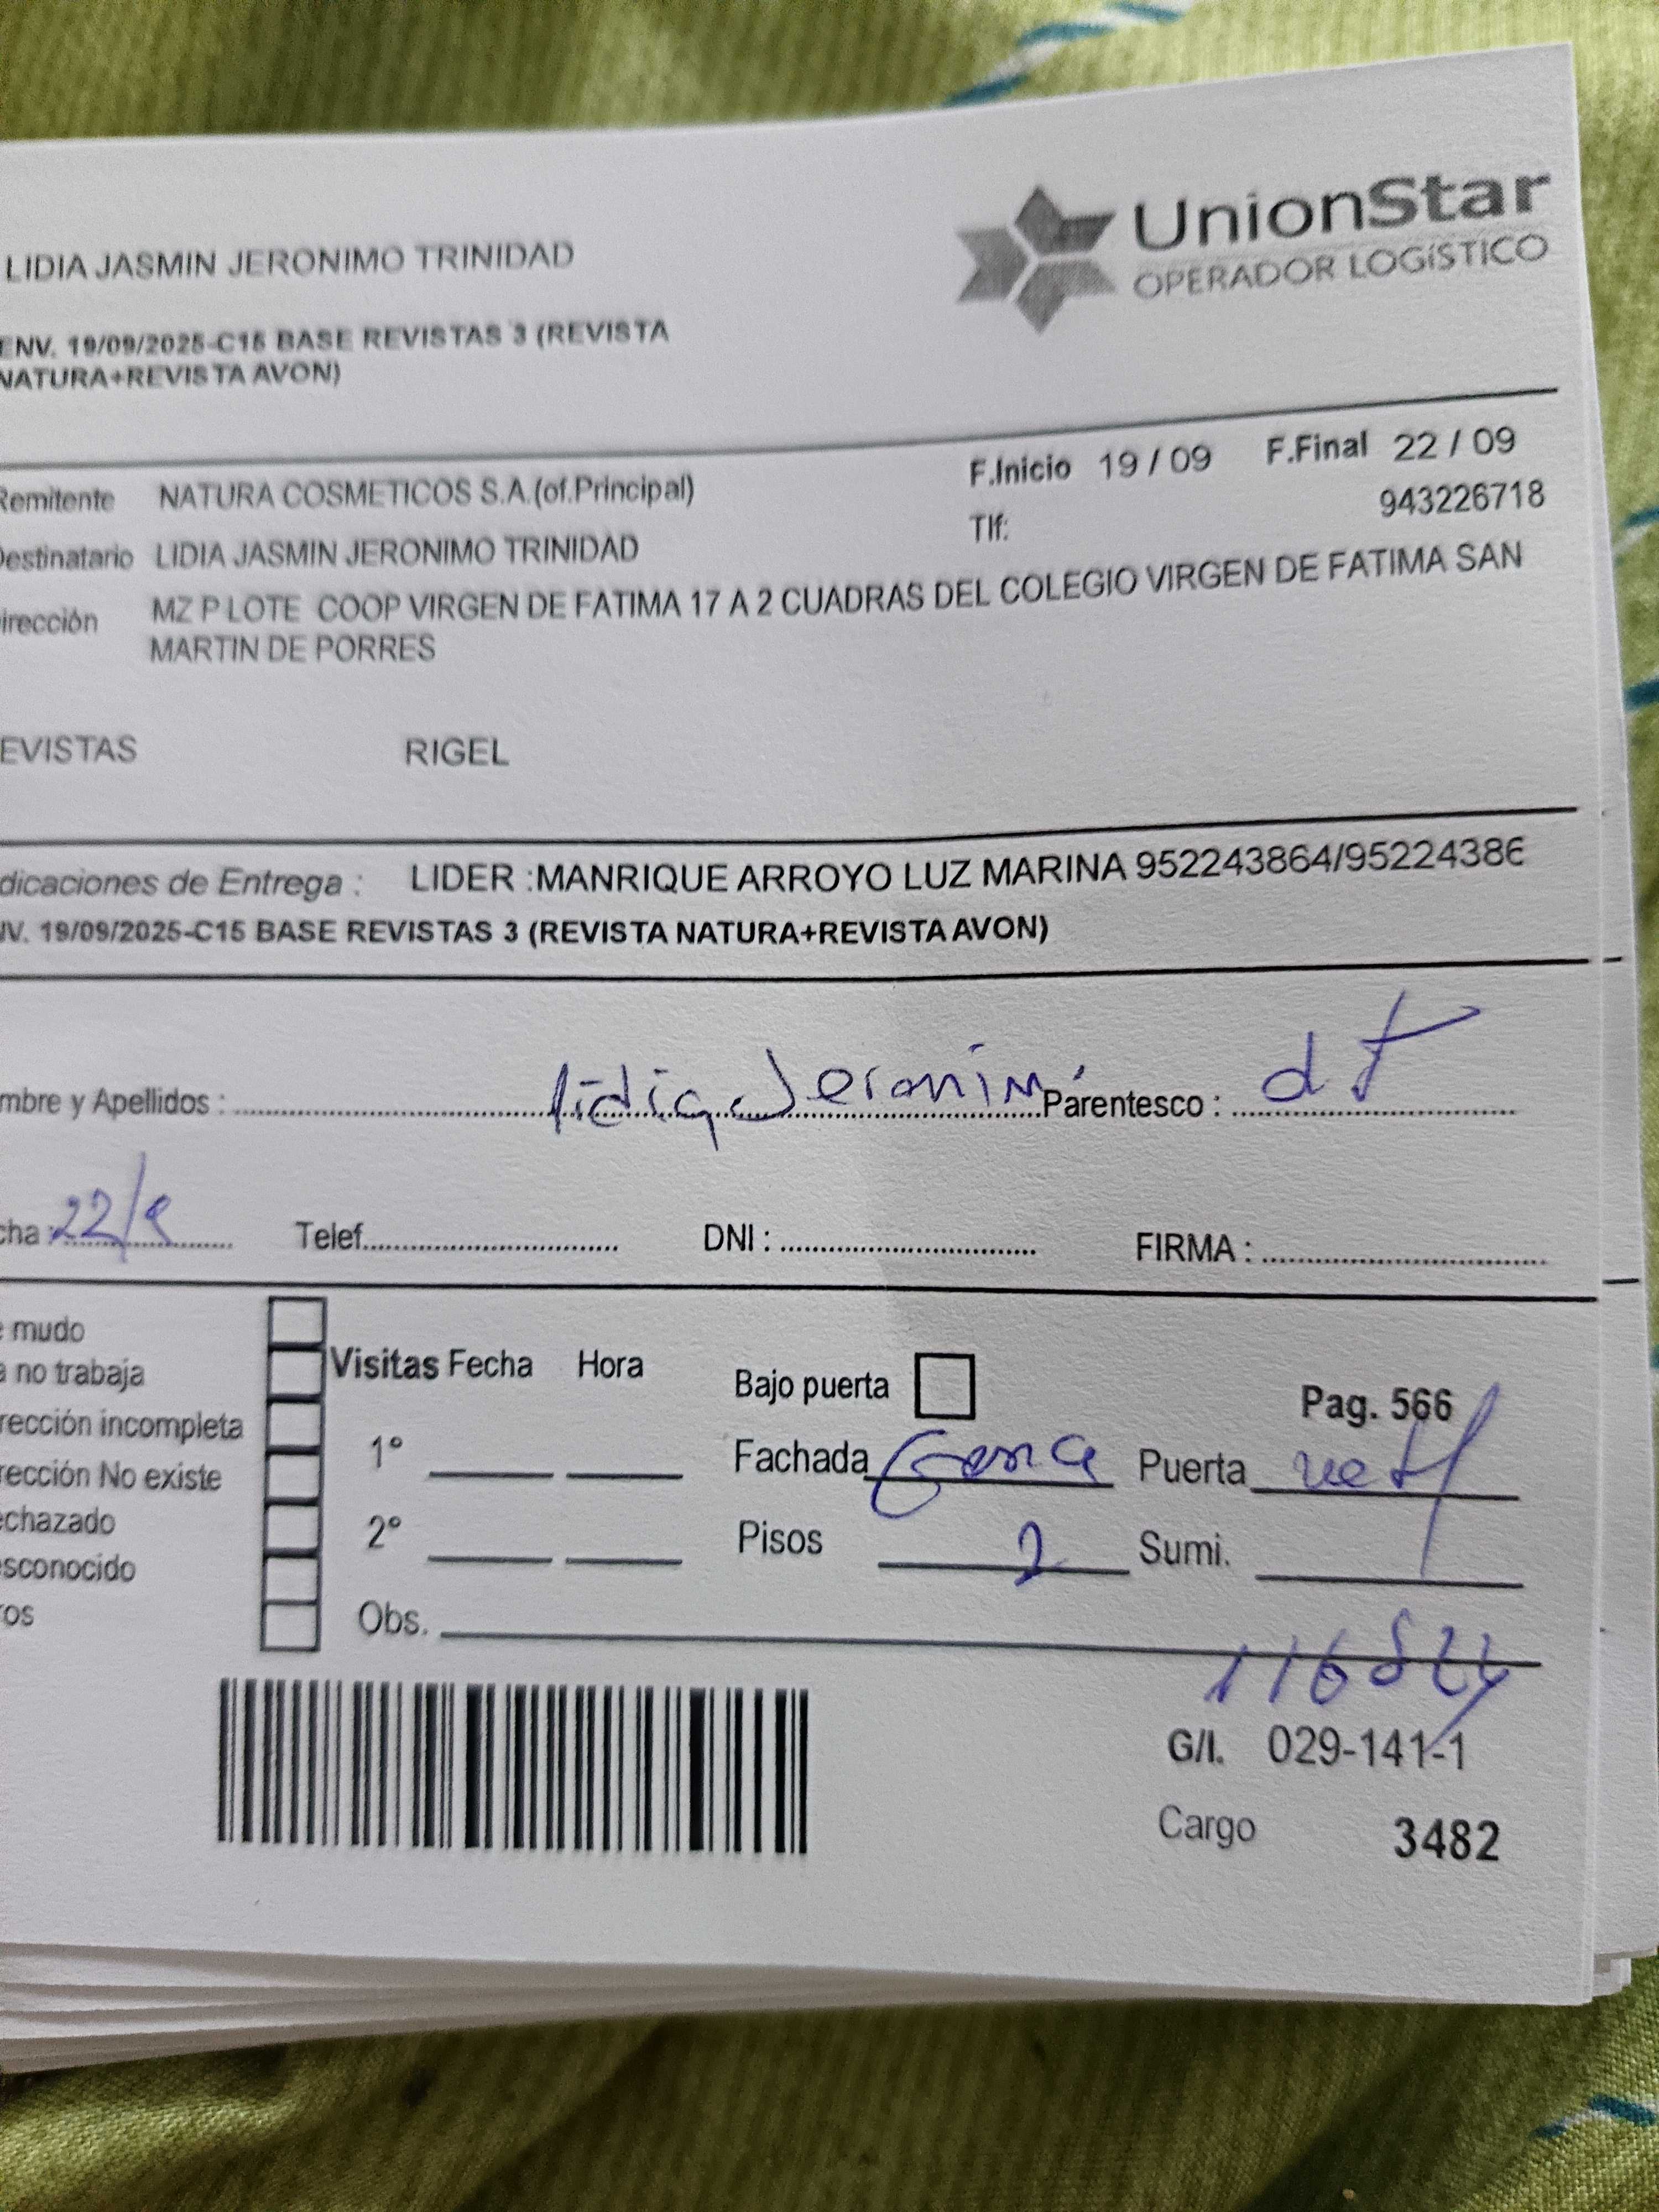 UnionStar
OPERADOR LOGíSTICO
LIDIA JASMIN JERONIMO TRINIDAD
ENV. 19/09/2025-C15 BASE REVISTAS 3 (REVISTA
NATURA+REVISTA AVON)
F.Inicio 19 / 09 F.Final 22 / 09
Remitente NATURA COSMETICOS S.A.(of.Principal)
Tlf: 943226718
Destinatario LIDIA JASMIN JERONIMO TRINIDAD
irección MZ P LOTE COOP VIRGEN DE FATIMA 17 A 2 CUADRAS DEL COLEGIO VIRGEN DE FATIMA SAN
MARTIN DE PORRES
EVISTAS RIGEL
dicaciones de Entrega : LIDER :MANRIQUE ARROYO LUZ MARINA 952243864/95224386
NV. 19/09/2025-C15 BASE REVISTAS 3 (REVISTA NATURA+REVISTA AVON)
mbre y Apellidos : lidia Jeronim Parentesco :
cha : 22/9 Telef. DNI : FIRMA :
e mudo
a no trabaja Visitas Fecha Hora Bajo puerta Pag. 566
rección incompleta 1° Fachada Puerta
rección No existe
echazado 2° Pisos 2 Sumi.
esconocido
ros Obs.
G/I. 029-141-1
Cargo 3482